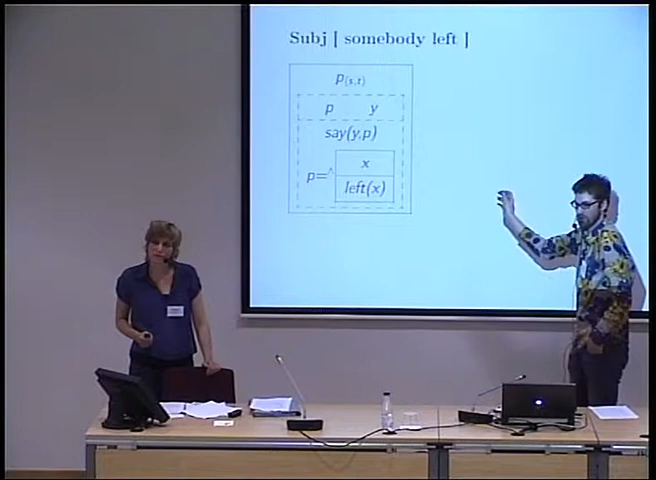 Subj [ somebody left ]
p⟨s,t⟩
p y
say(y,p)
p=^
x
left(x)